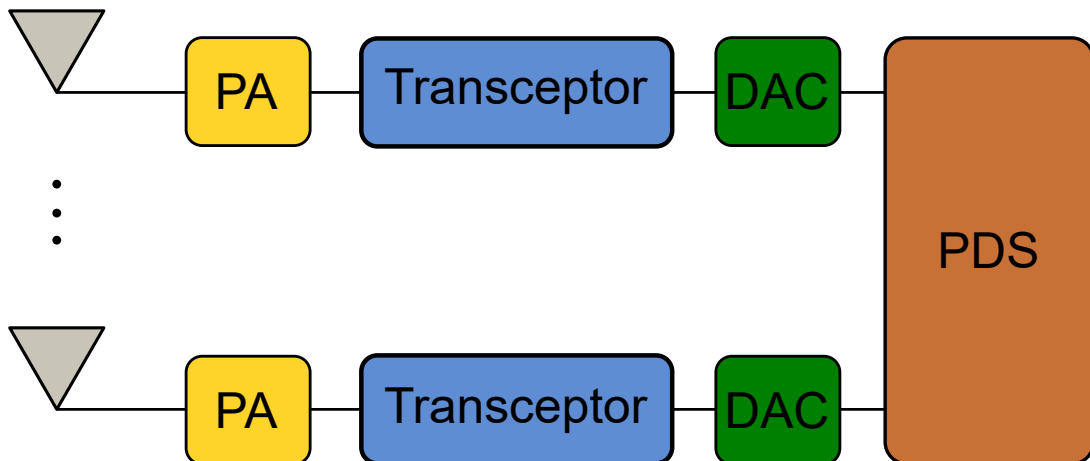 PA
Transceptor
DAC
PDS
PA
Transceptor
DAC